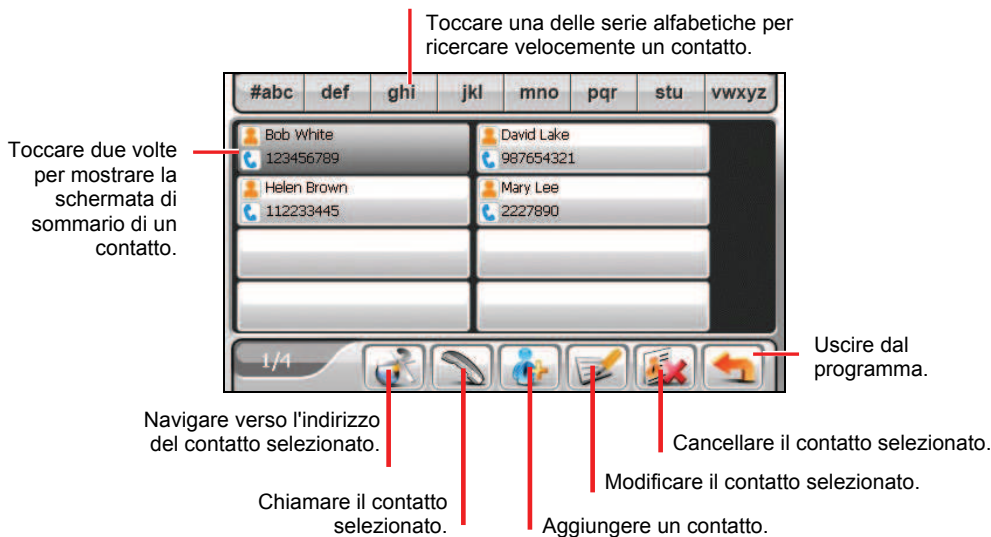 Toccare una delle serie alfabetiche per
ricercare velocemente un contatto.
#abc def ghi jkl mno pqr stu vwxyz
Toccare due volte
per mostrare la
schermata di
sommario di un
contatto.
Bob White
123456789
David Lake
987654321
Helen Brown
112233445
Mary Lee
2227890
1/4
Uscire dal
programma.
Navigare verso l'indirizzo
del contatto selezionato.
Cancellare il contatto selezionato.
Modificare il contatto selezionato.
Chiamare il contatto
selezionato.
Aggiungere un contatto.